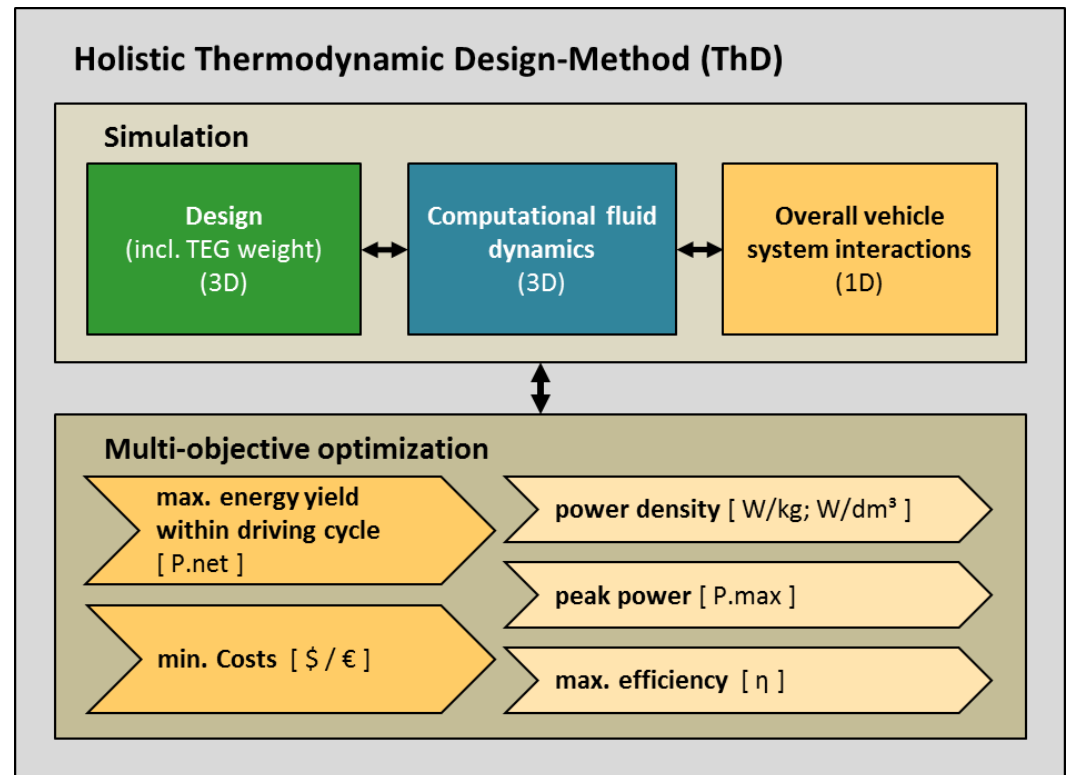 Holistic Thermodynamic Design-Method (ThD)
Simulation
Design
(incl. TEG weight)
(3D)
Computational fluid
dynamics
(3D)
Overall vehicle
system interactions
(1D)
Multi-objective optimization
max. energy yield
within driving cycle
[ P.net ]
min. Costs [ $ / € ]
power density [ W/kg; W/dm³ ]
peak power [ P.max ]
max. efficiency [ η ]